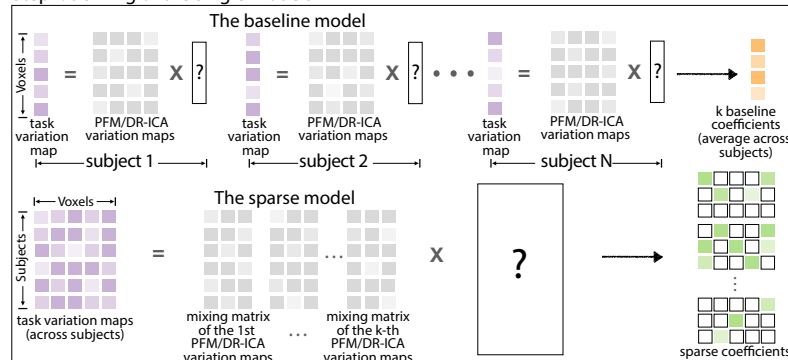 The baseline model
Voxels
=
X
?
=
X
?
• • •
=
X
?
task
variation
map
PFM/DR-ICA
variation maps
task
variation
map
PFM/DR-ICA
variation maps
task
variation
map
PFM/DR-ICA
variation maps
k baseline
coefficients
(average across
subjects)
subject 1
subject 2
subject N
The sparse model
Voxels
Subjects
=
...
X
?
task variation maps
(across subjects)
mixing matrix
of the 1st
PFM/DR-ICA
variation maps
...
mixing matrix
of the k-th
PFM/DR-ICA
variation maps
...
sparse coefficients